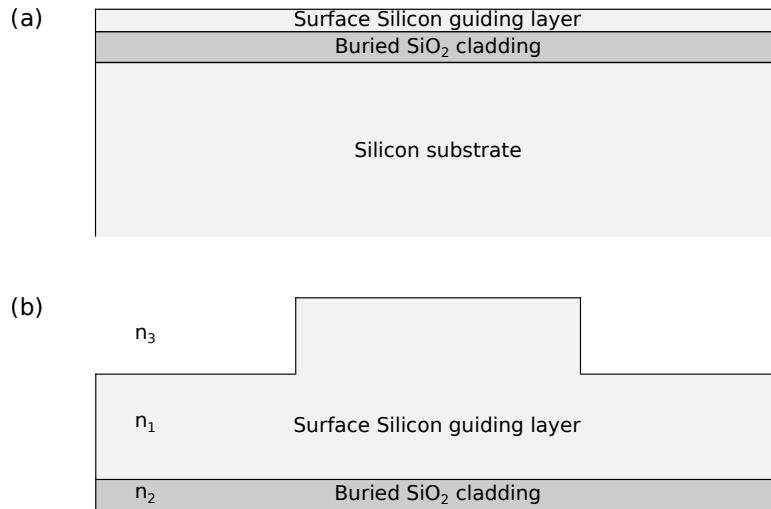 (a)
Surface Silicon guiding layer
Buried SiO₂ cladding
Silicon substrate
(b)
n₃
n₁
Surface Silicon guiding layer
n₂
Buried SiO₂ cladding